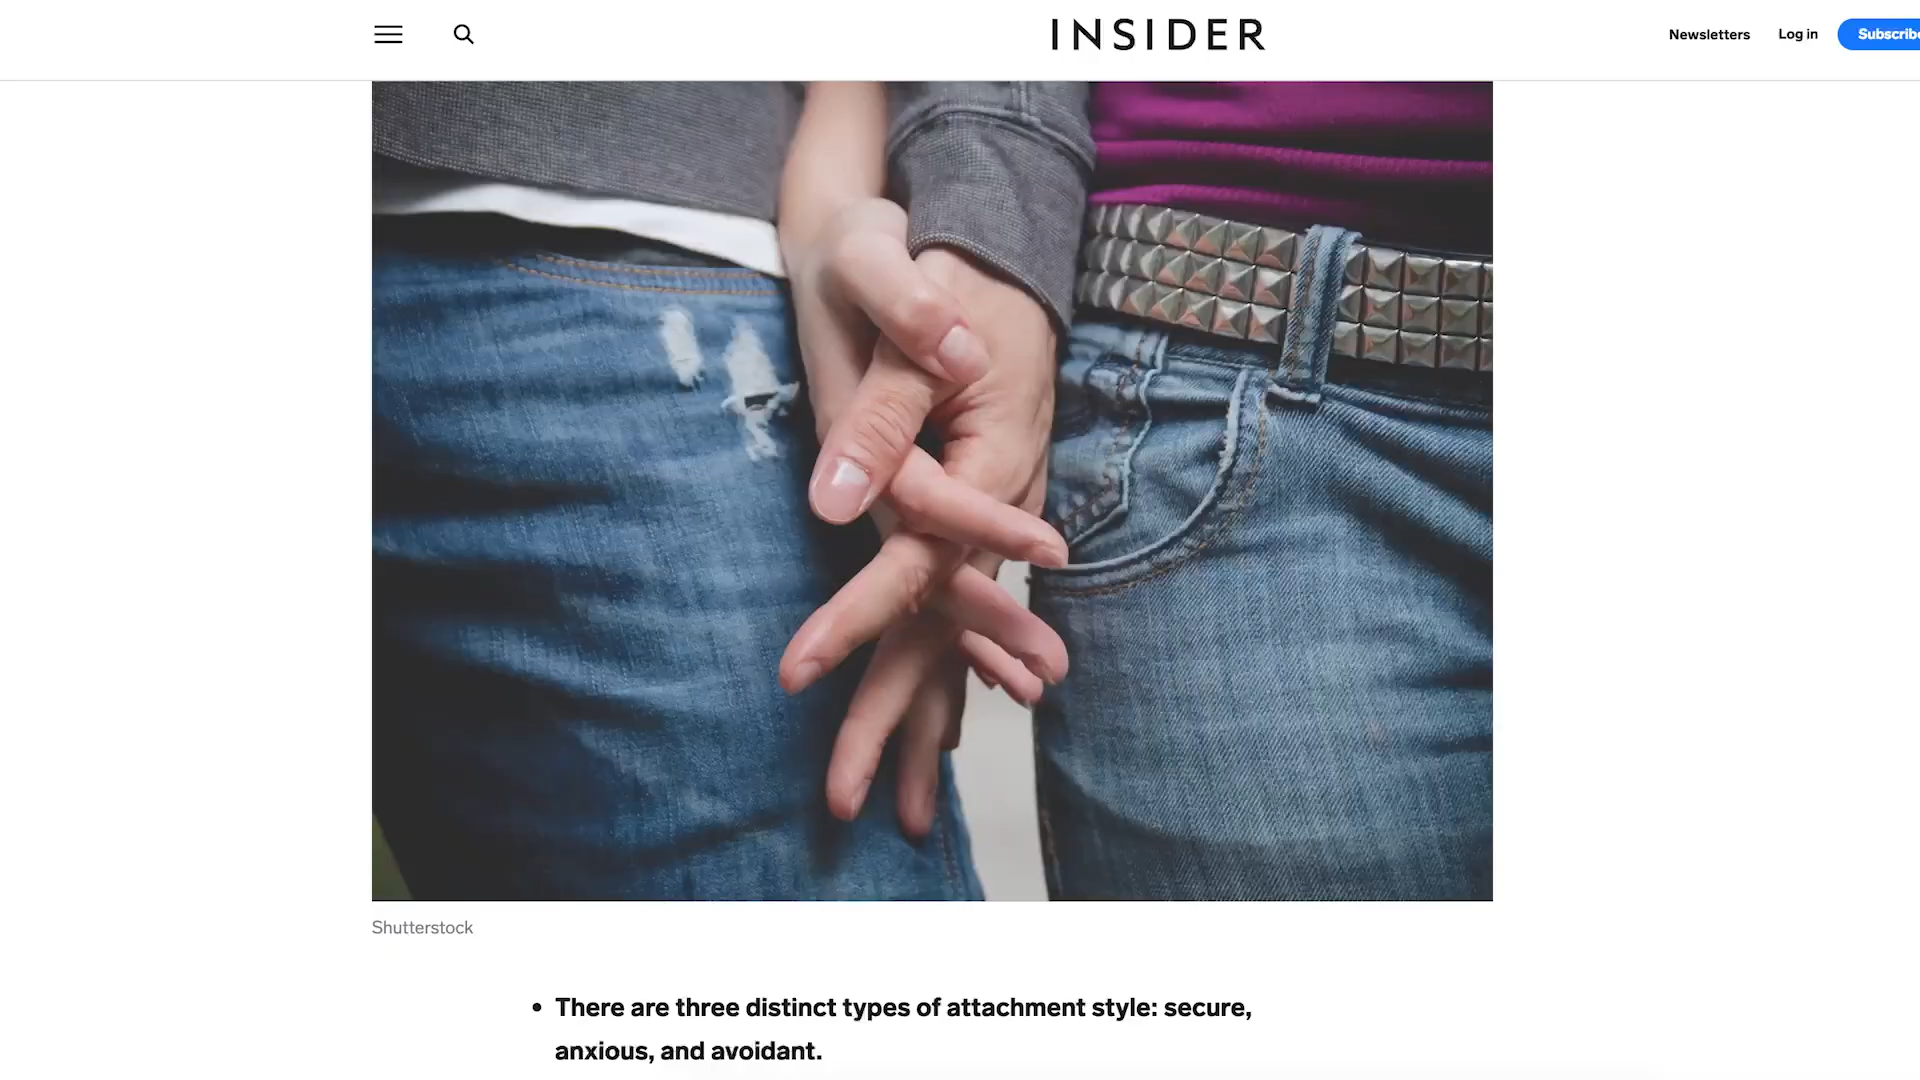 INSIDER
Newsletters
Log in
Subscribe
Shutterstock
• There are three distinct types of attachment style: secure,
anxious, and avoidant.